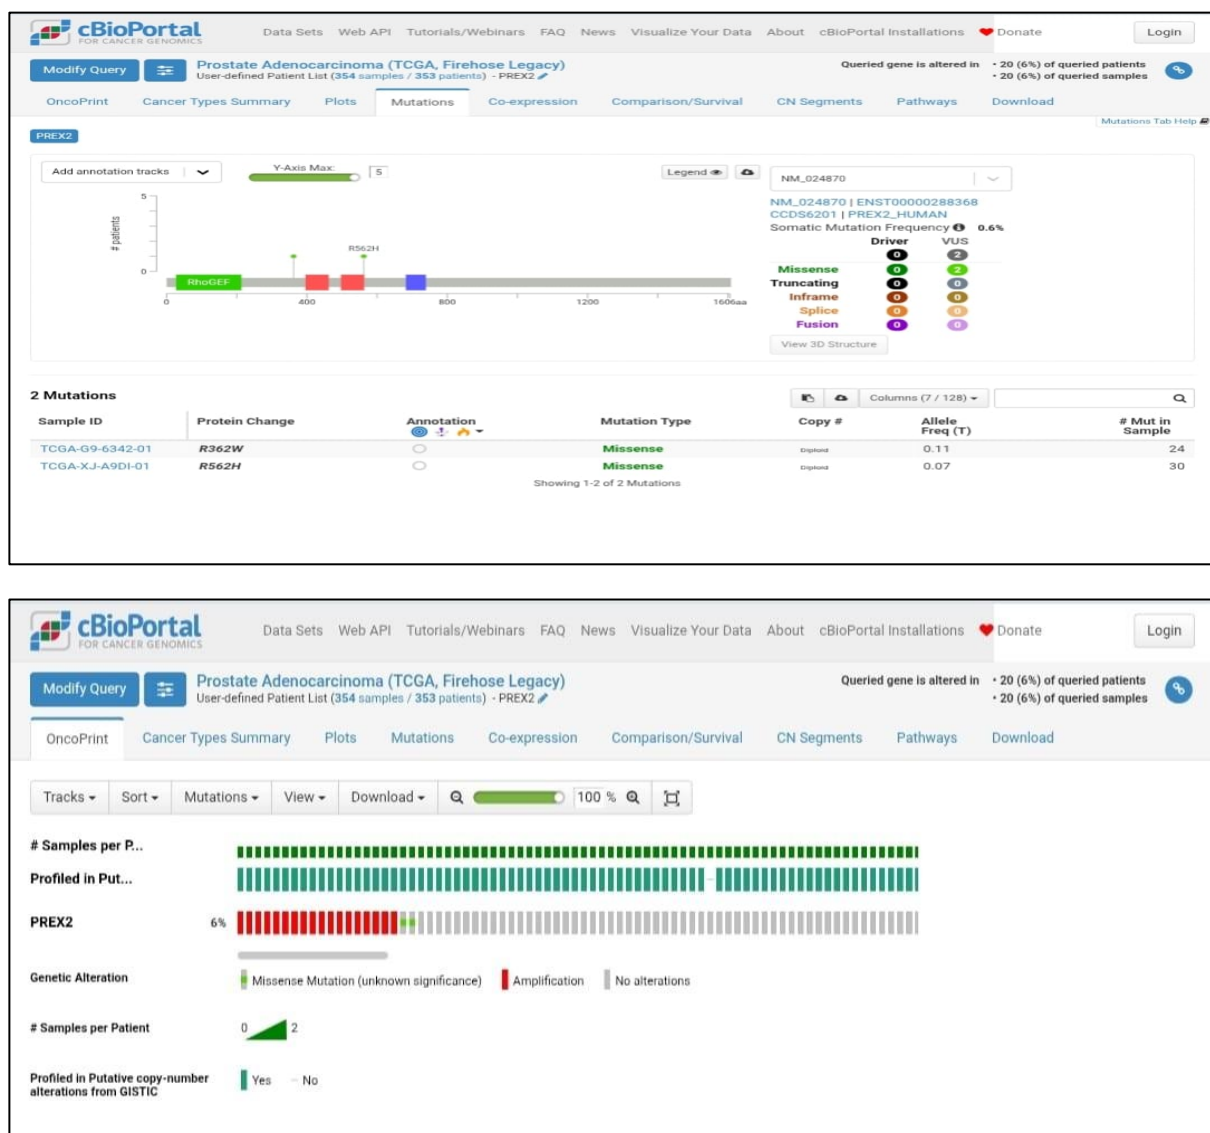 cBioPortal
FOR CANCER GENOMICS
Data Sets Web API Tutorials/Webinars FAQ News Visualize Your Data About cBioPortal Installations Donate Login
Modify Query
Prostate Adenocarcinoma (TCGA, Firehose Legacy)
User-defined Patient List (354 samples / 353 patients) - PREX2
Queried gene is altered in • 20 (6%) of queried patients
• 20 (6%) of queried samples
OncoPrint Cancer Types Summary Plots Mutations Co-expression Comparison/Survival CN Segments Pathways Download
Mutations Tab Help
PREX2
Add annotation tracks Y-Axis Max: 5 Legend
NM_024870
NM_024870 | ENST00000288368
CCDS6201 | PREX2_HUMAN
Somatic Mutation Frequency 0.6%
Driver VUS
0 2
Missense 0 2
Truncating 0 0
Inframe 0 0
Splice 0 0
Fusion 0 0
View 3D Structure
# patients
5
0
R562H
RhoGEF
0 400 800 1200 1606aa
2 Mutations
Columns (7 / 128)
Sample ID Protein Change Annotation Mutation Type Copy # Allele Freq (T) # Mut in Sample
TCGA-G9-6342-01 R362W Missense Diploid 0.11 24
TCGA-XJ-A9DI-01 R562H Missense Diploid 0.07 30
Showing 1-2 of 2 Mutations
cBioPortal
FOR CANCER GENOMICS
Data Sets Web API Tutorials/Webinars FAQ News Visualize Your Data About cBioPortal Installations Donate Login
Modify Query
Prostate Adenocarcinoma (TCGA, Firehose Legacy)
User-defined Patient List (354 samples / 353 patients) - PREX2
Queried gene is altered in • 20 (6%) of queried patients
• 20 (6%) of queried samples
OncoPrint Cancer Types Summary Plots Mutations Co-expression Comparison/Survival CN Segments Pathways Download
Tracks Sort Mutations View Download 100 %
# Samples per P...
Profiled in Put...
PREX2 6%
Genetic Alteration Missense Mutation (unknown significance) Amplification No alterations
# Samples per Patient 0 2
Profiled in Putative copy-number
alterations from GISTIC Yes – No